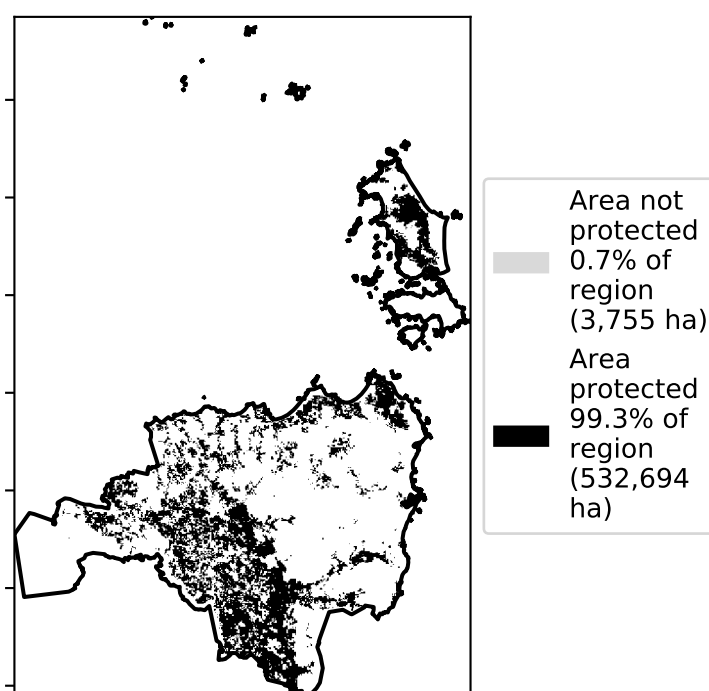 Area not
protected
0.7% of
region
(3,755 ha)
Area
protected
99.3% of
region
(532,694
ha)